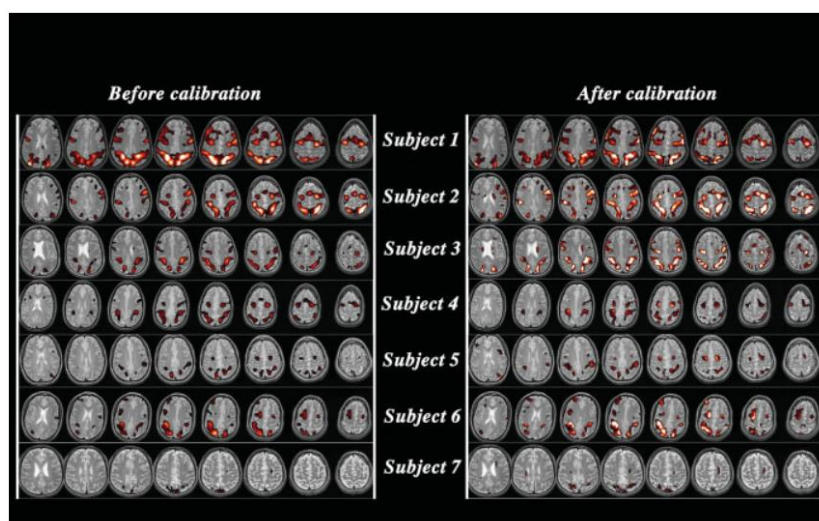 Before calibration
After calibration
Subject 1
Subject 2
Subject 3
Subject 4
Subject 5
Subject 6
Subject 7